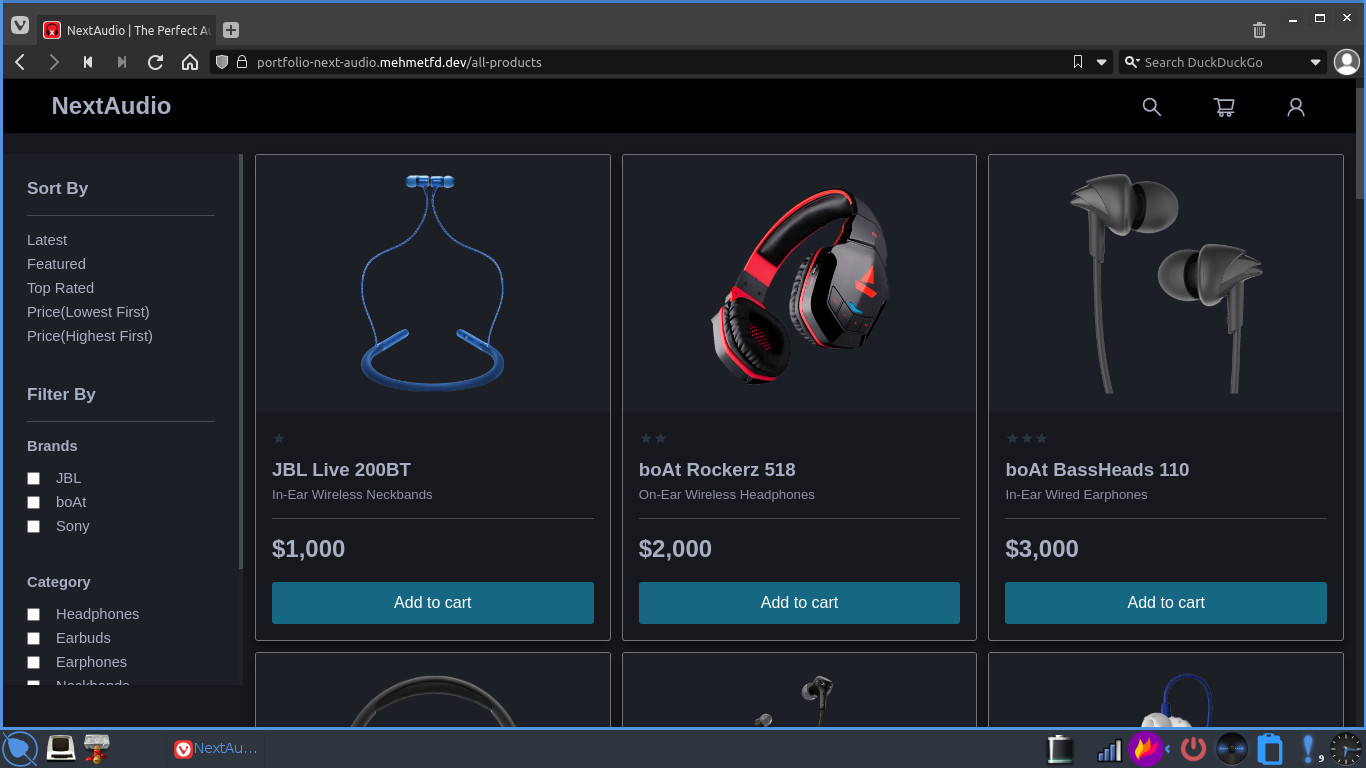 NextAudio | The Perfect Au
portfolio-next-audio.mehmetfd.dev/all-products
Search DuckDuckGo
NextAudio
Sort By
Latest
Featured
Top Rated
Price(Lowest First)
Price(Highest First)
Filter By
Brands
JBL
boAt
Sony
Category
Headphones
Earbuds
Earphones
Neckbands
JBL Live 200BT
In-Ear Wireless Neckbands
$1,000
Add to cart
boAt Rockerz 518
On-Ear Wireless Headphones
$2,000
Add to cart
boAt BassHeads 110
In-Ear Wired Earphones
$3,000
Add to cart
NextAu...
9